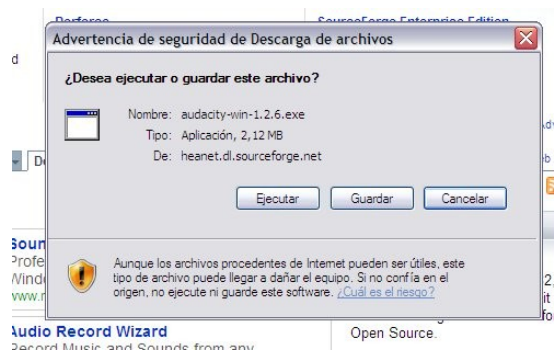 Perforce
SourceForge Enterprise Edition
d
Advertencia de seguridad de Descarga de archivos
¿Desea ejecutar o guardar este archivo?
Nombre: audacity-win-1.2.6.exe
Tipo: Aplicación, 2,12 MB
De: heanet.dl.sourceforge.net
Ejecutar
Guardar
Cancelar
Aunque los archivos procedentes de Internet pueden ser útiles, este
tipo de archivo puede llegar a dañar el equipo. Si no confía en el
origen, no ejecute ni guarde este software. ¿Cuál es el riesgo?
Audio Record Wizard
Record Music and Sounds from any
Open Source.